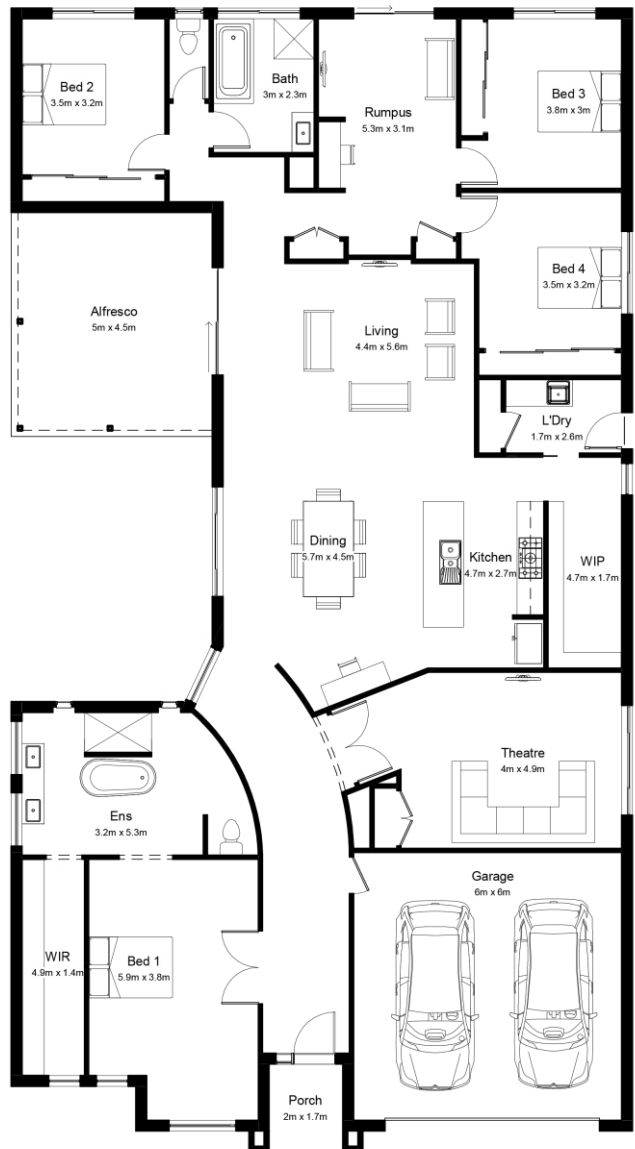 Bed 2
3.5m x 3.2m
Bath
3m x 2.3m
Rumpus
5.3m x 3.1m
Bed 3
3.8m x 3m
Alfresco
5m x 4.5m
Living
4.4m x 5.6m
Bed 4
3.5m x 3.2m
L'Dry
1.7m x 2.6m
Dining
5.7m x 4.5m
Kitchen
4.7m x 2.7m
WIP
4.7m x 1.7m
Theatre
4m x 4.9m
Ens
3.2m x 5.3m
Garage
6m x 6m
WIR
4.9m x 1.4m
Bed 1
5.9m x 3.8m
Porch
2m x 1.7m